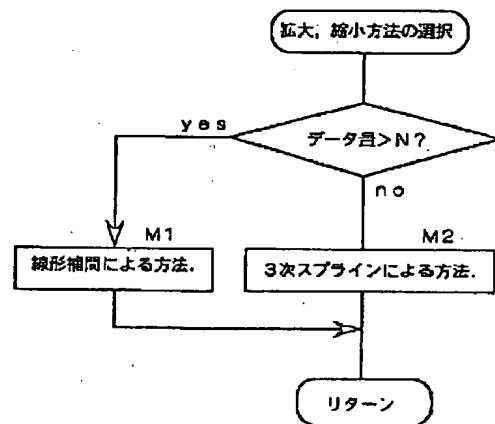 拡大,縮小方法の選択
yes
データ量>N?
no
M1
線形補間による方法.
M2
3次スプラインによる方法.
リターン